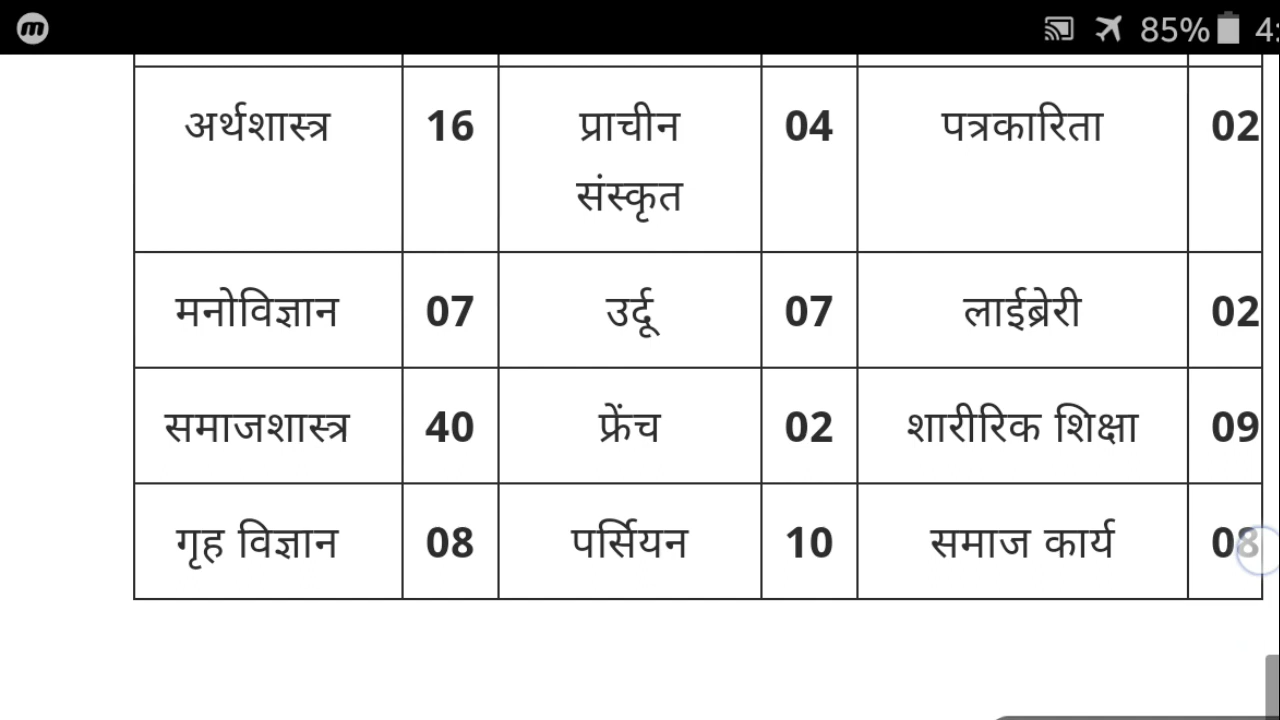 m 85% 4:
अर्थशास्त्र 16 प्राचीन 04 पत्रकारिता 02
संस्कृत
मनोविज्ञान 07 उर्दू 07 लाईब्रेरी 02
समाजशास्त्र 40 फ्रेंच 02 शारीरिक शिक्षा 09
गृह विज्ञान 08 पर्सियन 10 समाज कार्य 08